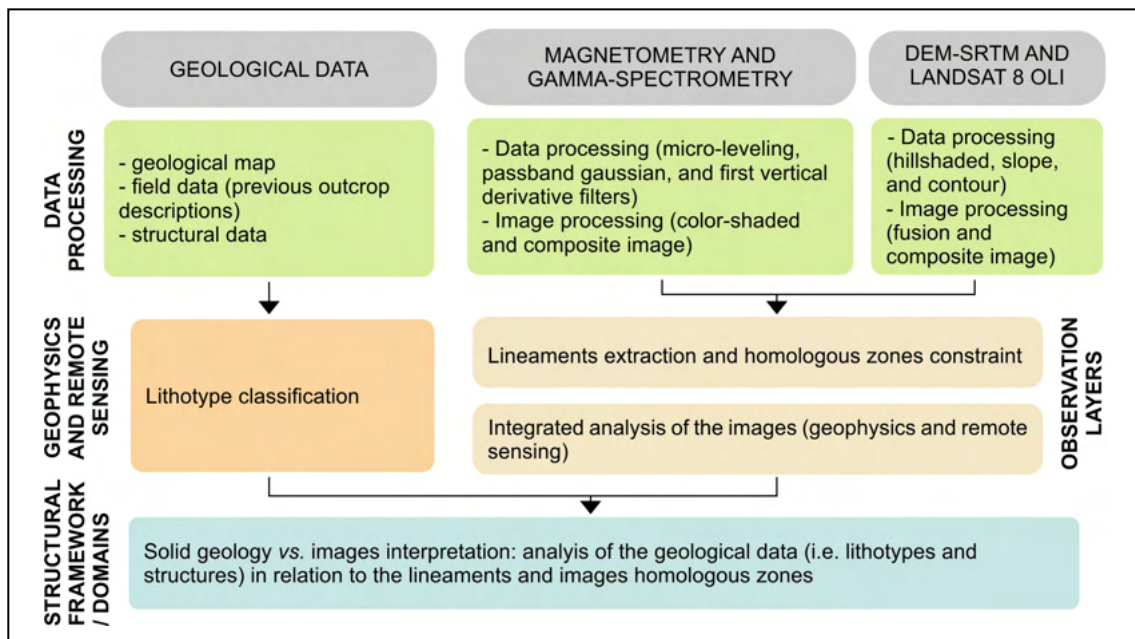 GEOLOGICAL DATA
MAGNETOMETRY AND
GAMMA-SPECTROMETRY
DEM-SRTM AND
LANDSAT 8 OLI
DATA
PROCESSING
- geological map
- field data (previous outcrop
descriptions)
- structural data
- Data processing (micro-leveling,
passband gaussian, and first vertical
derivative filters)
- Image processing (color-shaded
and composite image)
- Data processing
(hillshaded, slope,
and contour)
- Image processing
(fusion and
composite image)
GEOPHYSICS
AND REMOTE
SENSING
Lithotype classification
Lineaments extraction and homologous zones constraint
Integrated analysis of the images (geophysics and remote
sensing)
OBSERVATION
LAYERS
STRUCTURAL
FRAMEWORK
/ DOMAINS
Solid geology vs. images interpretation: analyis of the geological data (i.e. lithotypes and
structures) in relation to the lineaments and images homologous zones